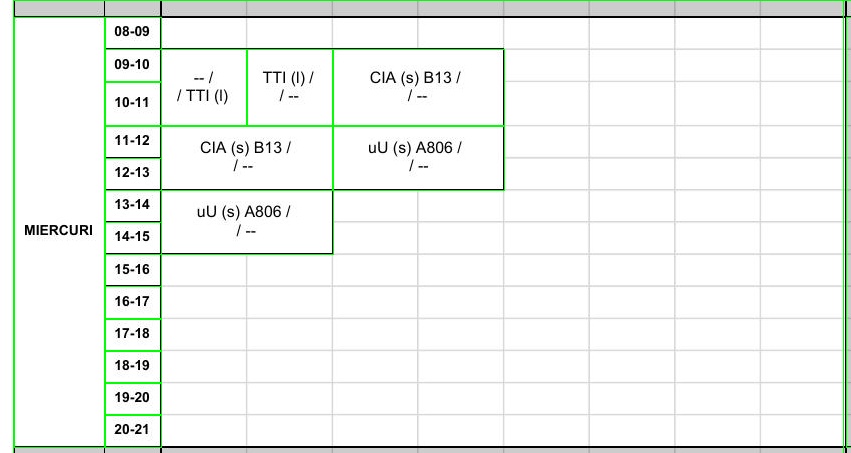 08-09
09-10
-- /
/ TTI (l)
TTI (l) /
/ --
CIA (s) B13 /
/ --
10-11
11-12
CIA (s) B13 /
/ --
uU (s) A806 /
/ --
12-13
13-14
uU (s) A806 /
/ --
MIERCURI
14-15
15-16
16-17
17-18
18-19
19-20
20-21